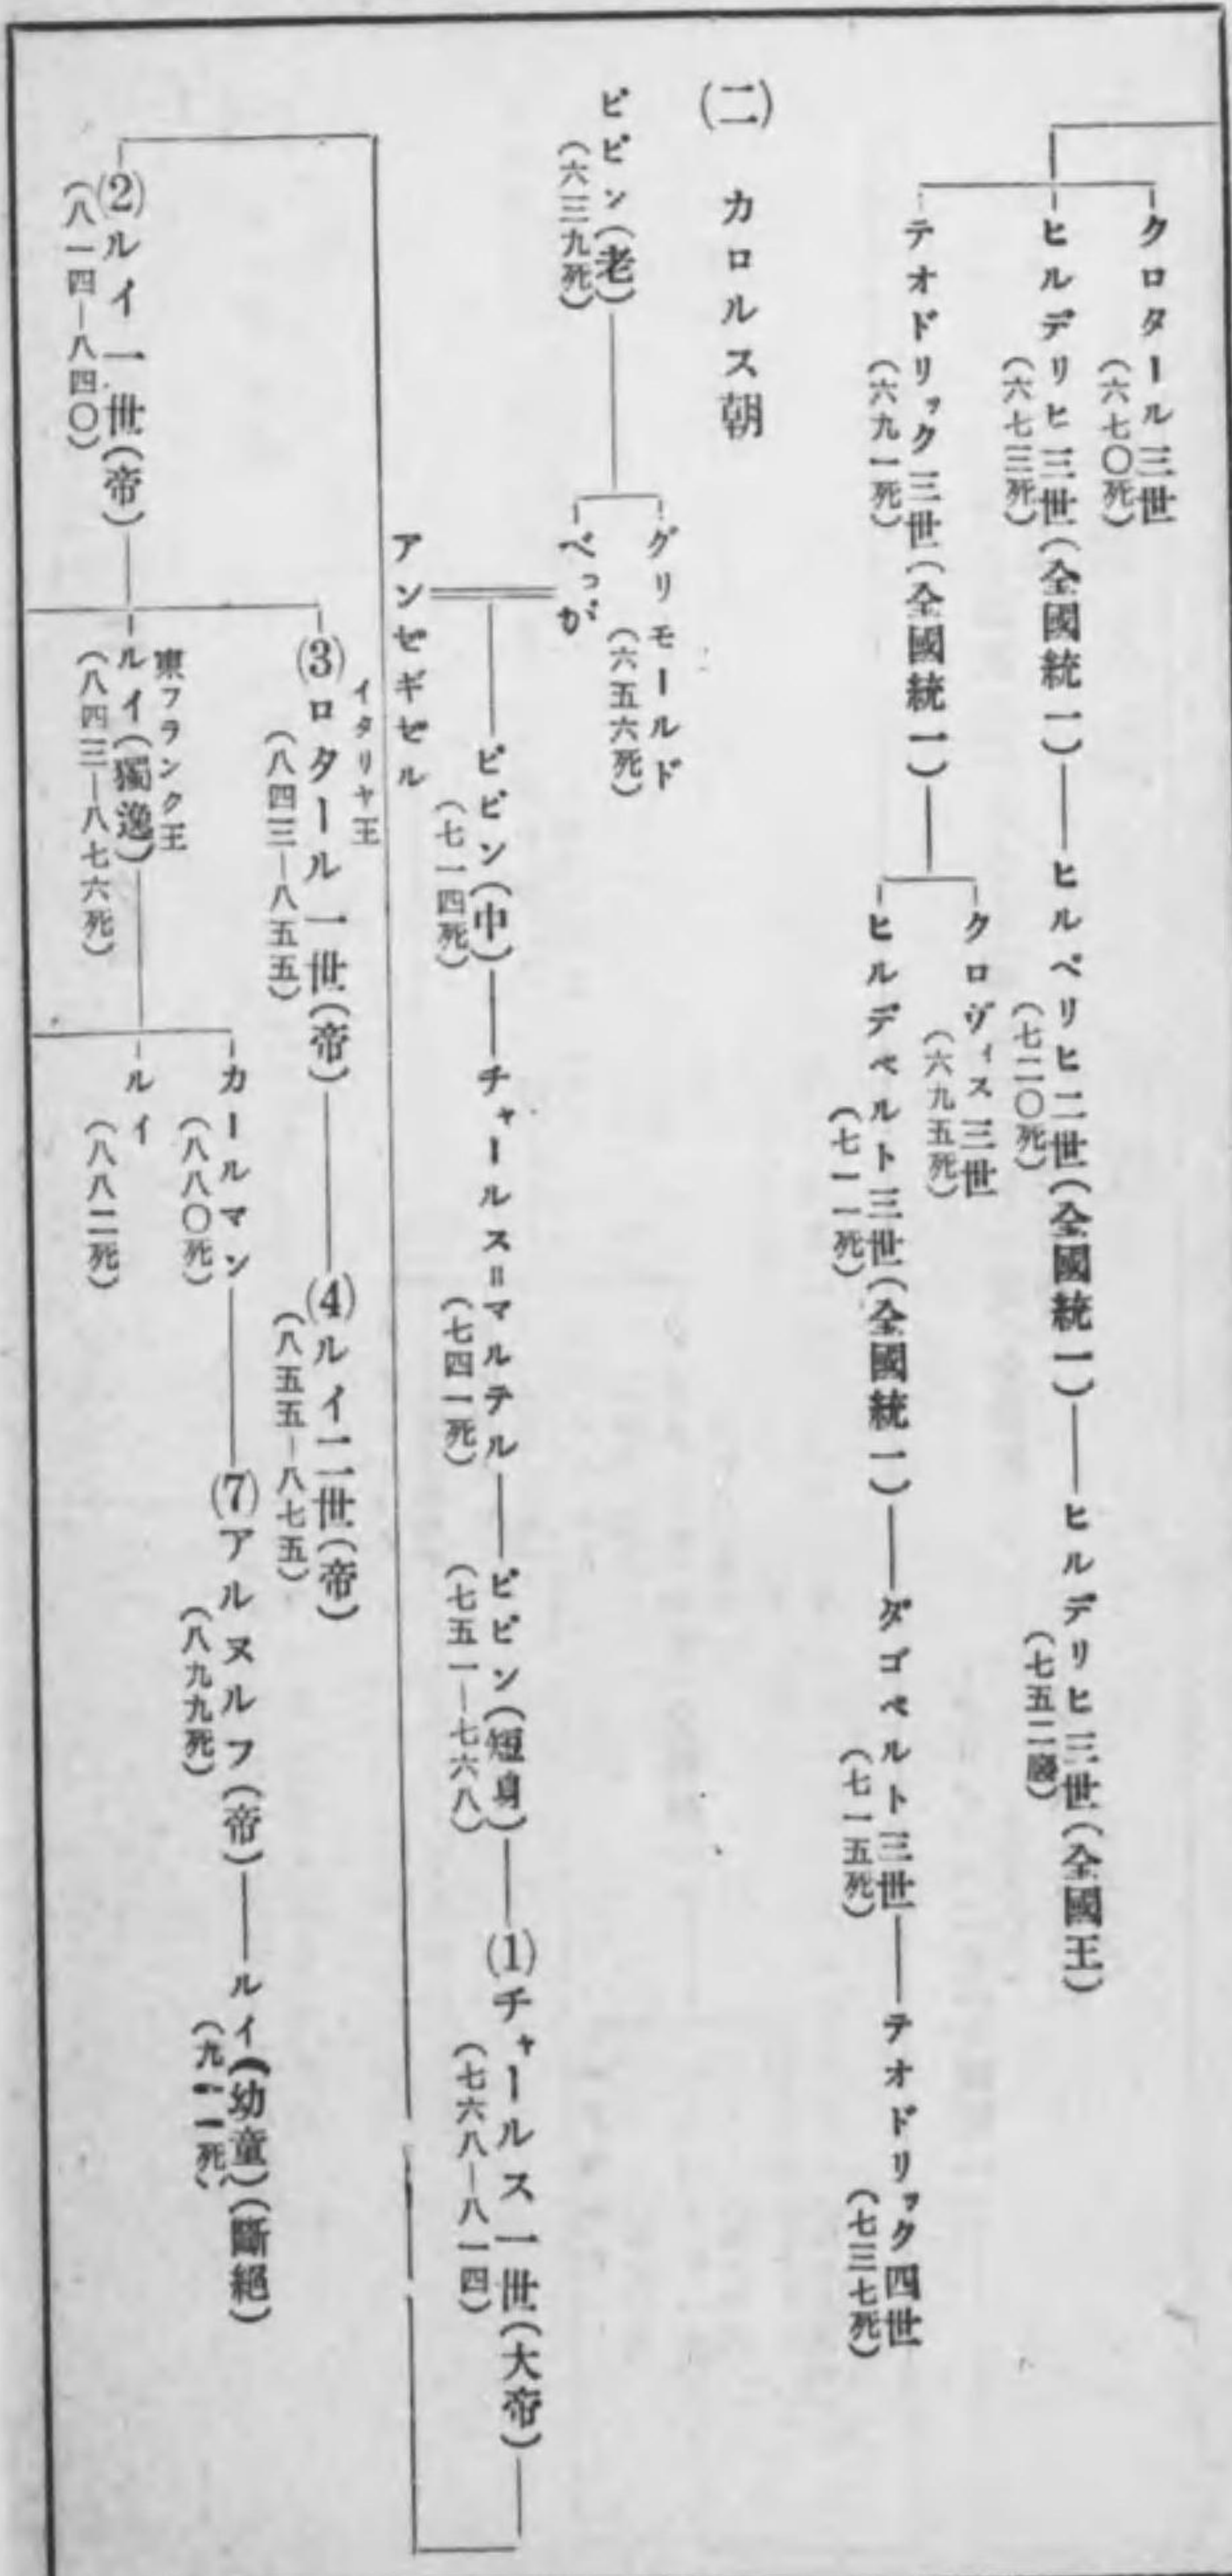 クロタール三世
(六七〇死)
ヒルデリヒ三世(全國統一)
(六七三死)
ヒルペリヒ二世(全國統一)
(七二〇死)
ヒルデリヒ三世(全國王)
(七五二廢)
テオドリック三世(全國統一)
(六九一死)
クロヴィス三世
(六九五死)
ヒルデベルト三世(全國統一)
(七一一死)
ダゴベルト三世
(七一五死)
テオドリック四世
(七三七死)
(二) カロルス朝
ピピン(老)
(六三九死)
グリモールド
(六五六死)
べっが
アンゼギゼル
ピピン(中)
(七一四死)
チャールス=マルテル
(七四一死)
ピピン(短身)
(七五一―七六八)
(1)チャールス一世(大帝)
(七六八―八一四)
(2)ルイ一世(帝)
(八一四―八四〇)
イタリヤ王
(3)ロタール一世(帝)
(八四三―八五五)
(4)ルイ二世(帝)
(八五五―八七五)
東フランク王
ルイ(獨逸)
(八四三―八七六死)
カールマン
(八八〇死)
(7)アルヌルフ(帝)
(八九九死)
ルイ(幼童)(斷絕)
(九一一死)
ルイ
(八八二死)